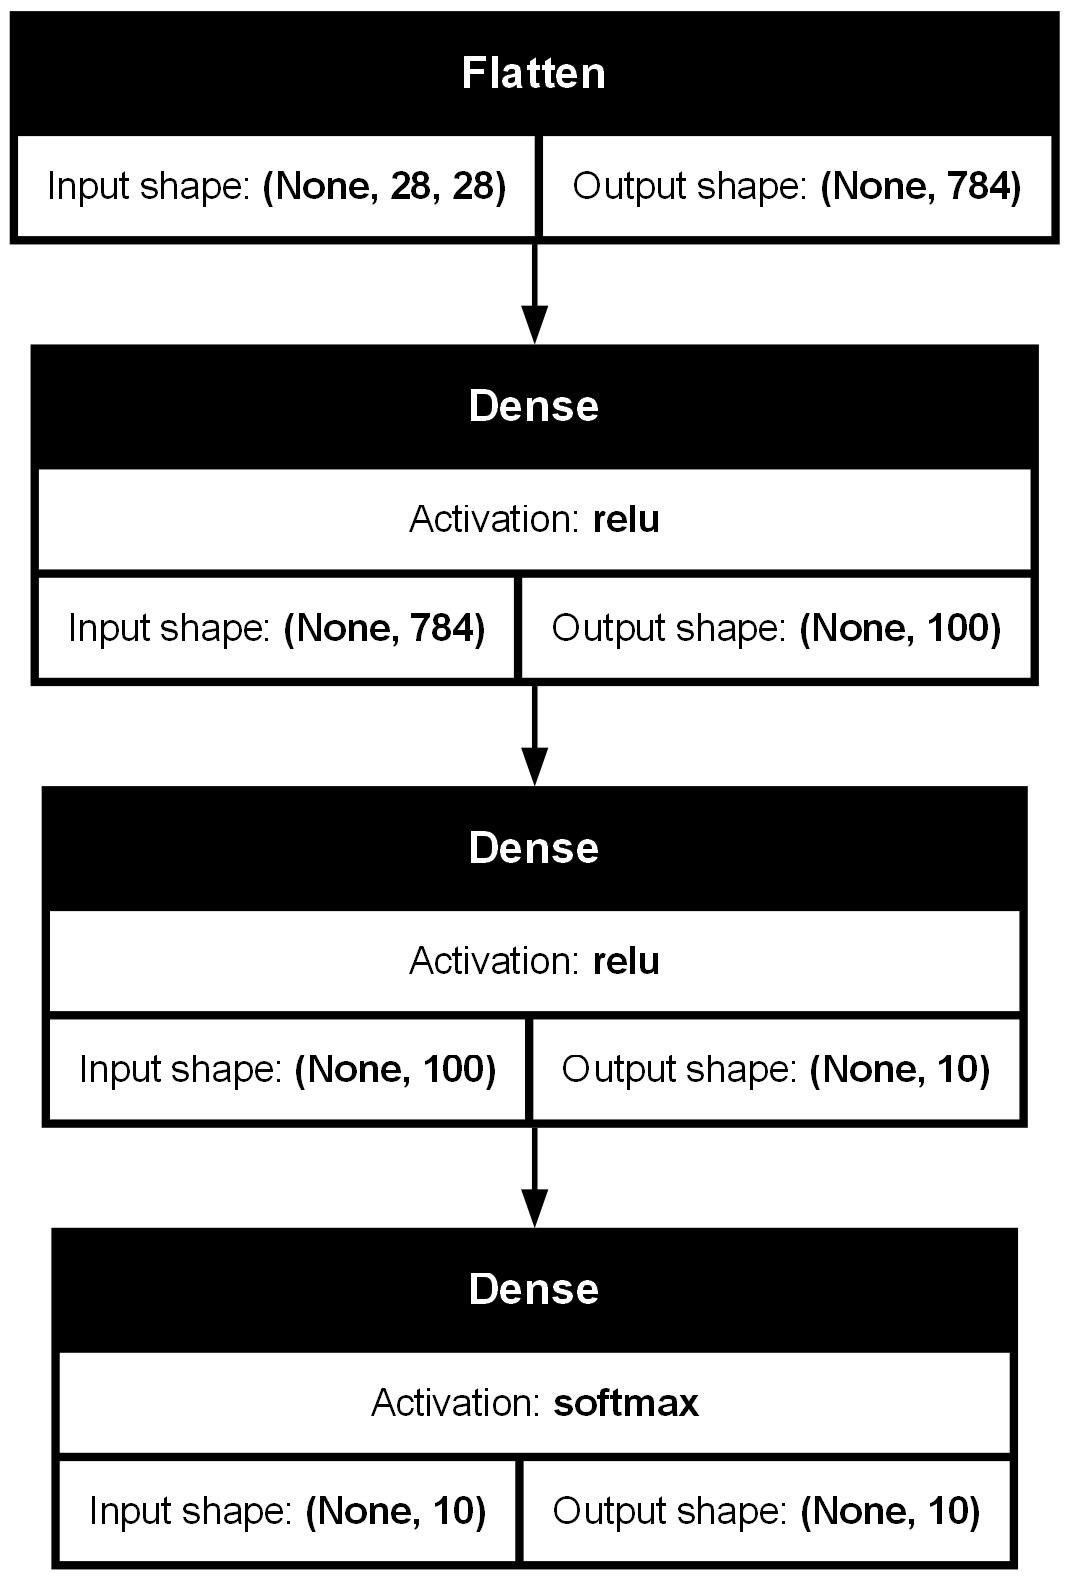 Flatten
Input shape: (None, 28, 28)
Output shape: (None, 784)
Dense
Activation: relu
Input shape: (None, 784)
Output shape: (None, 100)
Dense
Activation: relu
Input shape: (None, 100)
Output shape: (None, 10)
Dense
Activation: softmax
Input shape: (None, 10)
Output shape: (None, 10)